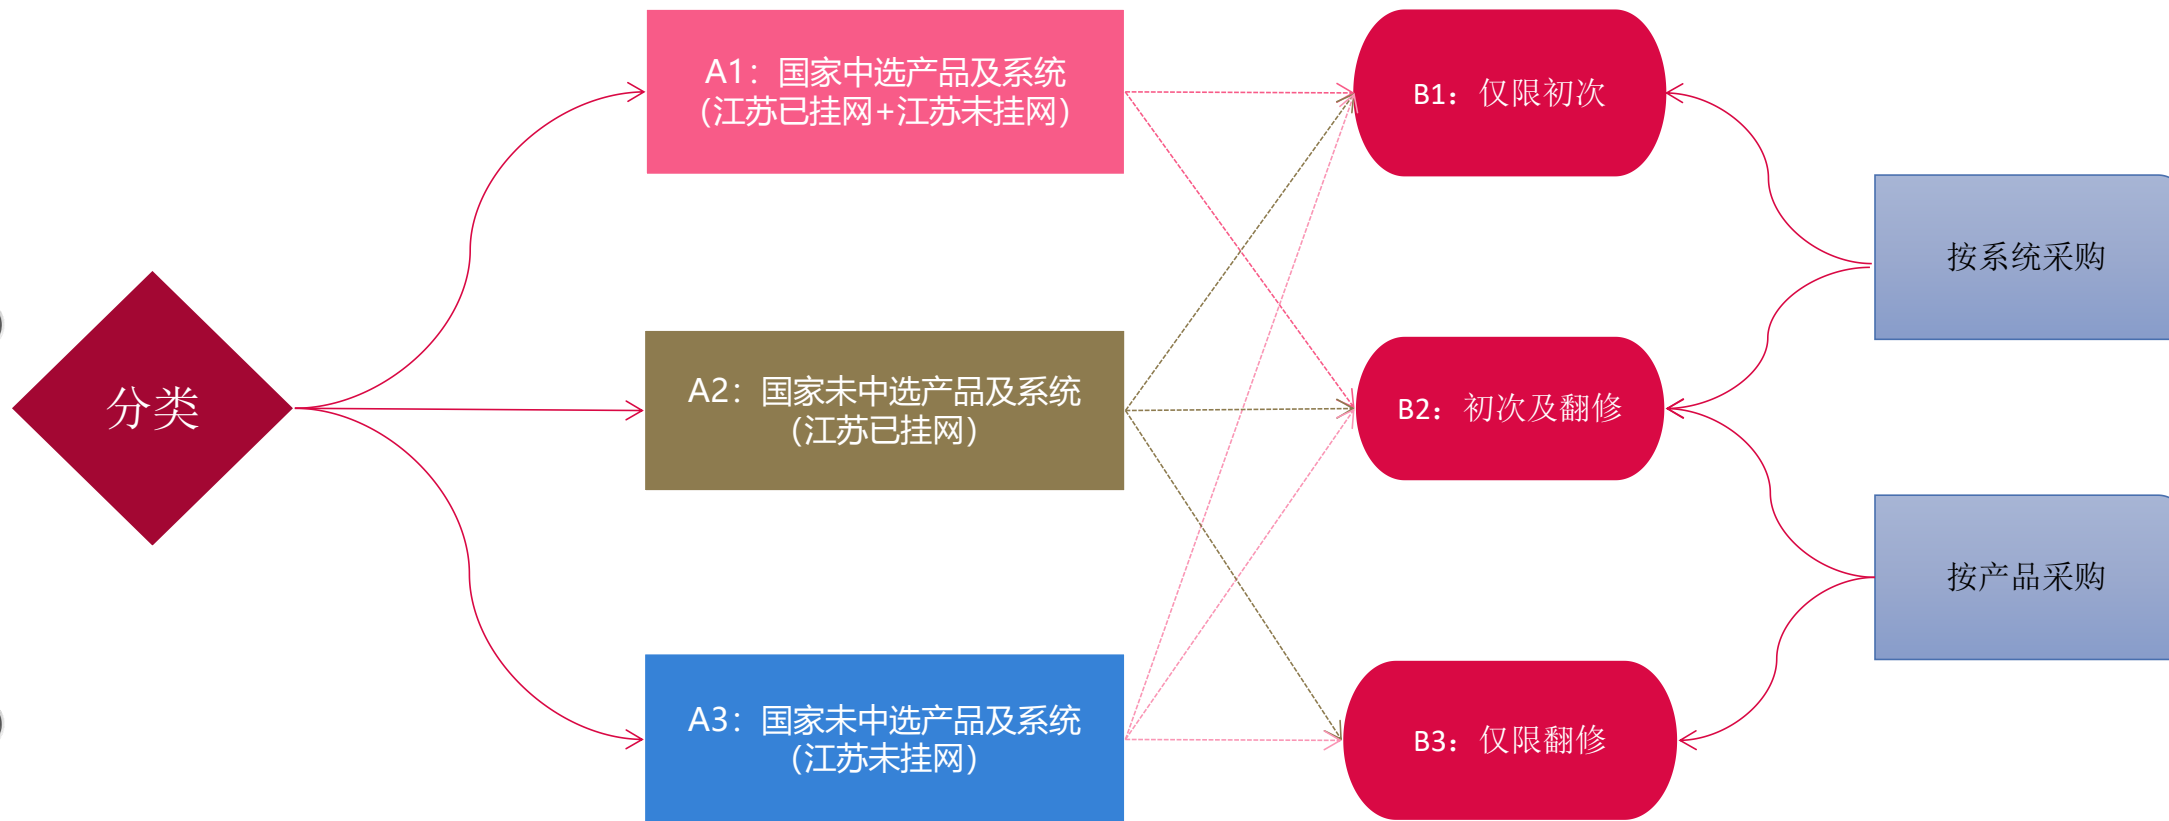 分类
A1：国家中选产品及系统
（江苏已挂网+江苏未挂网）
A2：国家未中选产品及系统
（江苏已挂网）
A3：国家未中选产品及系统
（江苏未挂网）
B1：仅限初次
B2：初次及翻修
B3：仅限翻修
按系统采购
按产品采购